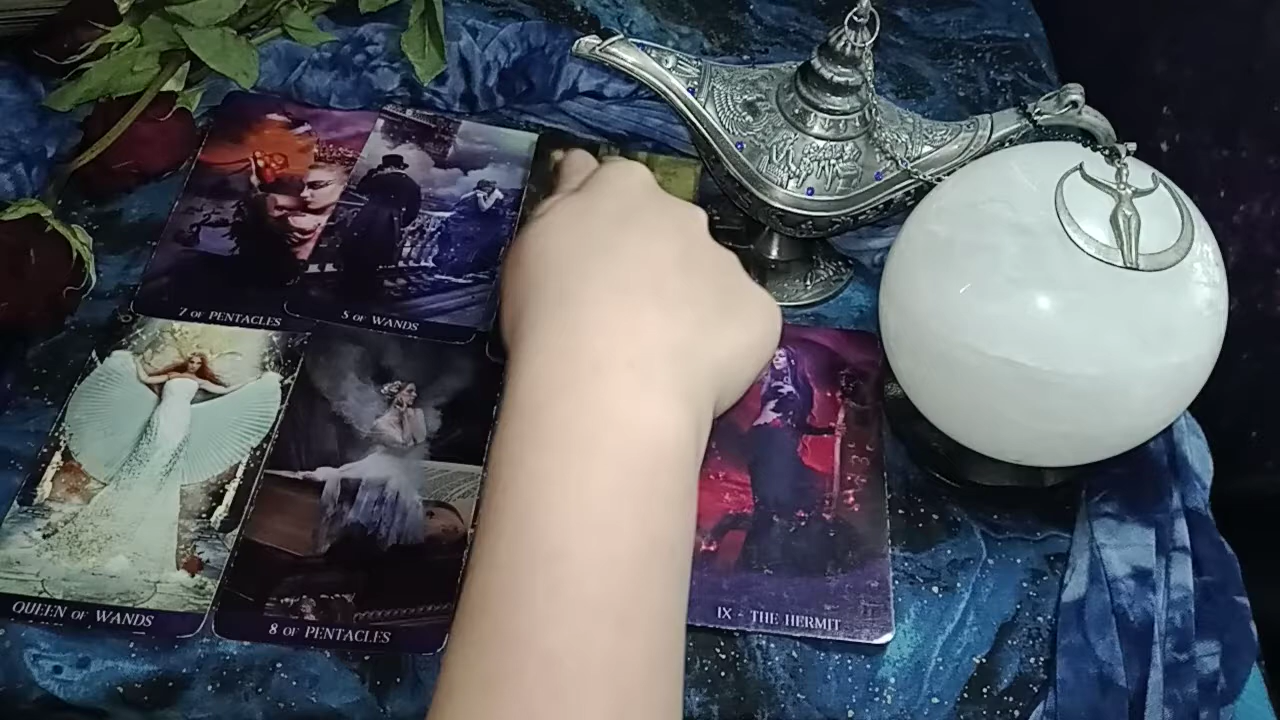 7 OF PENTACLES
5 OF WANDS
QUEEN OF WANDS
8 OF PENTACLES
IX - THE HERMIT